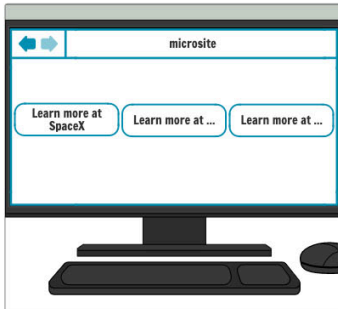 microsite
Learn more at
SpaceX
Learn more at ...
Learn more at ...